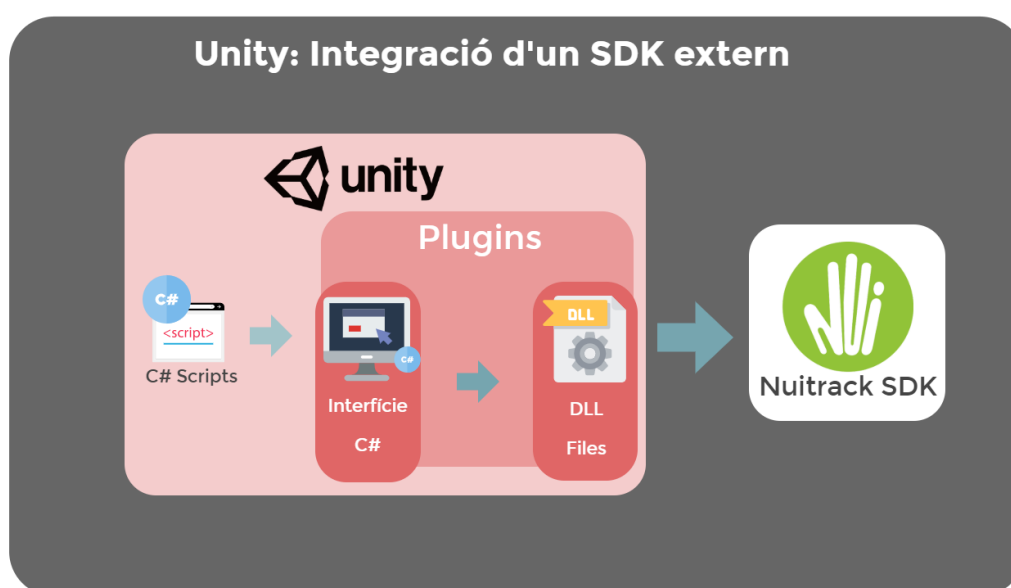 Unity: Integració d'un SDK extern
unity
Plugins
C#
<script>
C# Scripts
C#
Interfície
C#
DLL
DLL
Files
Nuitrack SDK